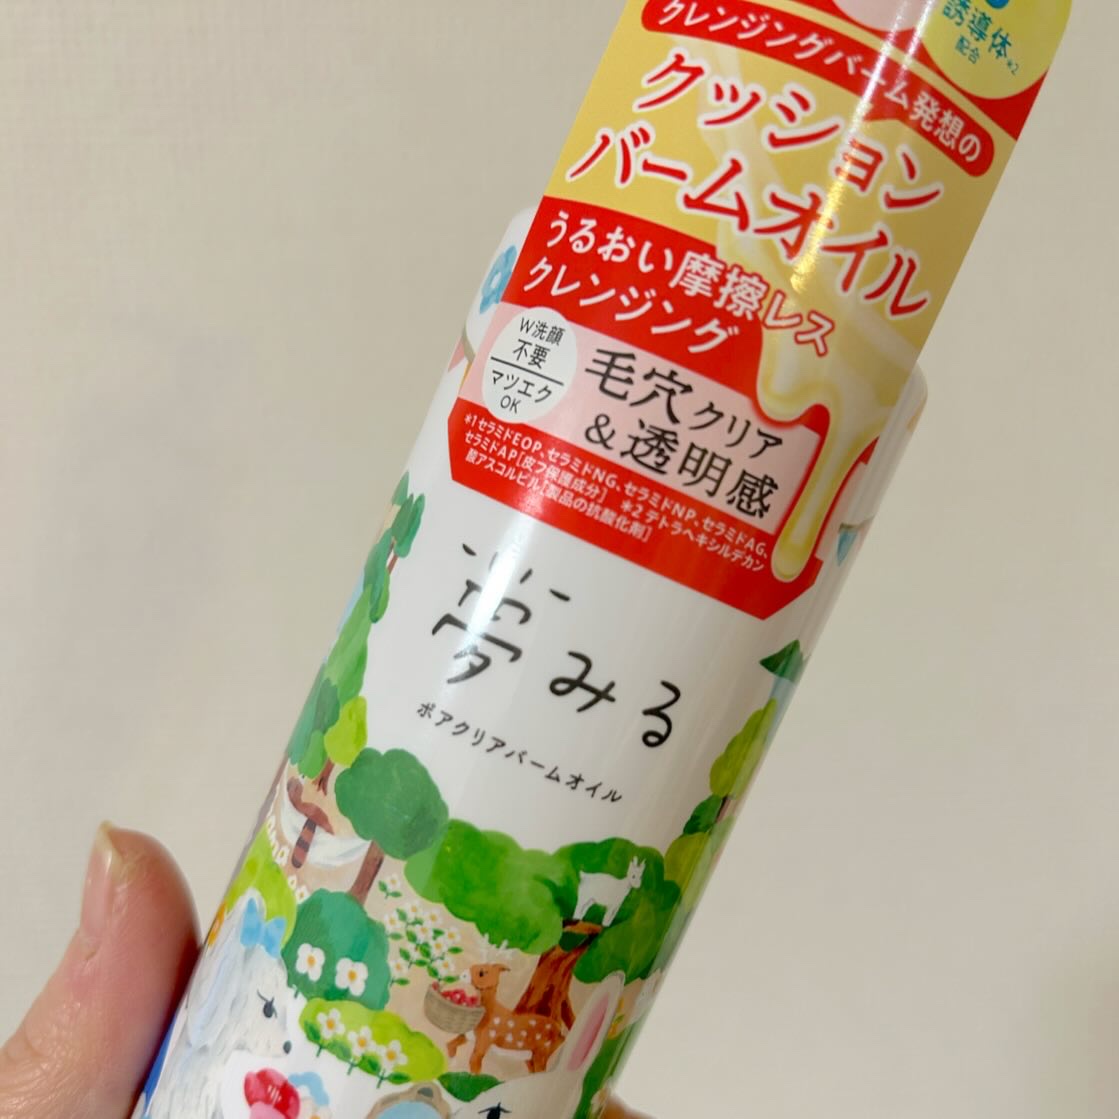 誘導体*2
配合
クレンジングバーム発想の
クッション
バームオイル
うるおい摩擦レス
クレンジング
W洗顔
不要
マツエク
OK
毛穴クリア
&透明感
*1セラミドEOP、セラミドNG、セラミドNP、セラミドAG、
セラミドAP[皮フ保護成分] *2テトラヘキシルデカン
酸アスコルビル[製品の抗酸化剤]
夢みる
ポアクリアバームオイル